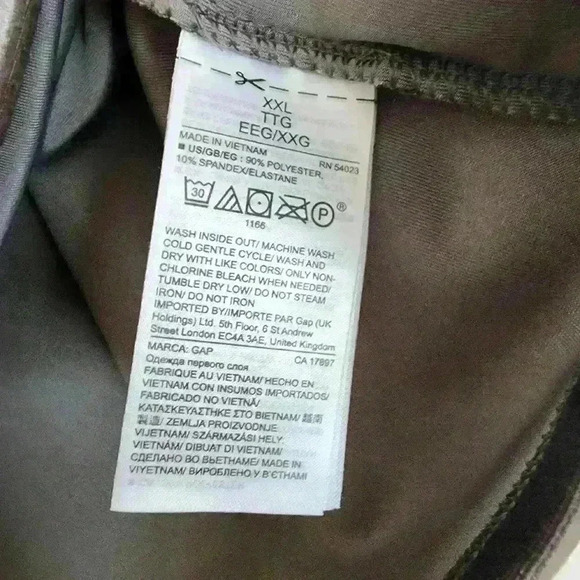 XXL
TTG
EEG/XXG
MADE IN VIETNAM RN 54023
■ US/GB/EG : 90% POLYESTER,
10% SPANDEX/ELASTANE
30 P ®
1166
WASH INSIDE OUT/ MACHINE WASH
COLD GENTLE CYCLE/ WASH AND
DRY WITH LIKE COLORS/ ONLY NON-
CHLORINE BLEACH WHEN NEEDED/
TUMBLE DRY LOW/ DO NOT STEAM
IRON/ DO NOT IRON
IMPORTED BY/IMPORTE PAR Gap (UK
Holdings) Ltd. 5th Floor, 6 St Andrew
Street London EC4A 3AE, United Kingdom
MARCA: GAP CA 17897
Одежда первого слоя
FABRIQUE AU VIETNAM/ HECHO EN
VIETNAM CON INSUMOS IMPORTADOS/
FABRICADO NO VIETNÃ/
ΚΑΤΑΣΚΕΥΑΣΤΗΚΕ ΣΤΟ ΒΙΕΤΝΑΜ/ 越南
製/ ZEMLJA PROIZVODNJE
VIJETNAM/ SZÁRMAZÁSI HELY:
VIETNÁM/ DIBUAT DI VIETNAM/
СДЕЛАНО ВО ВЬЕТНАМЕ/ MADE IN
VIYETNAM/ ВИРОБЛЕНО У В'ЄТНАМІ